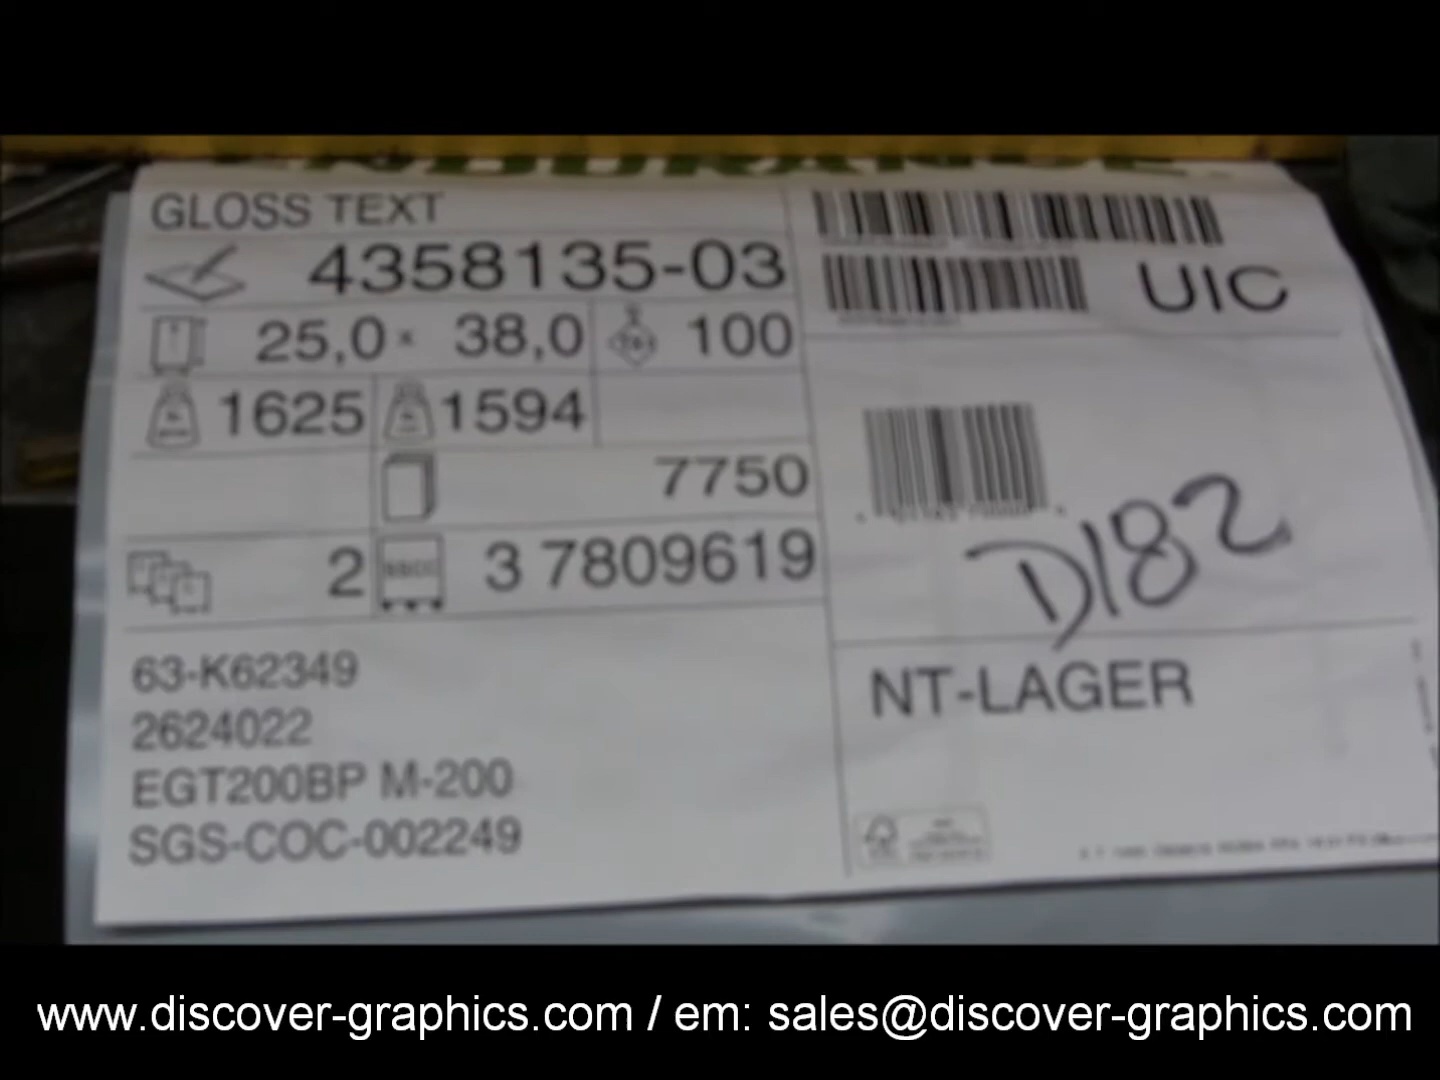 ENDURANCE
GLOSS TEXT
4358135-03
25,0 x 38,0 100
1625 1594
7750
2 3 7809619
63-K62349
2624022
EGT200BP M-200
SGS-COC-002249
UIC
D182
NT-LAGER
www.discover-graphics.com / em: sales@discover-graphics.com